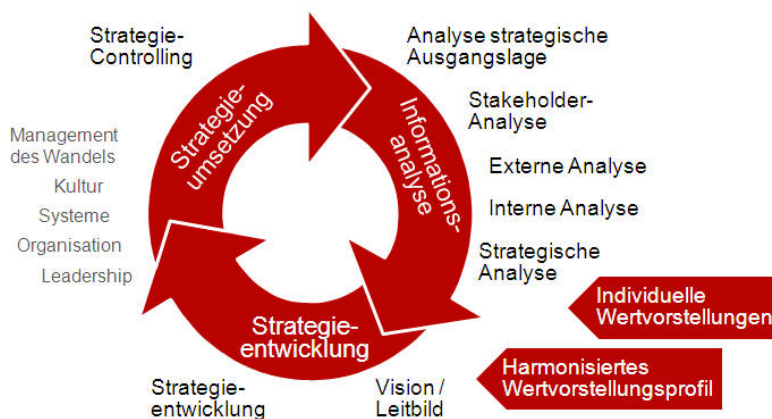 Strategie-
Controlling
Analyse strategische
Ausgangslage
Stakeholder-
Analyse
Externe Analyse
Interne Analyse
Strategische
Analyse
Individuelle
Wertvorstellungen
Harmonisiertes
Wertvorstellungsprofil
Vision /
Leitbild
Strategie-
entwicklung
Leadership
Organisation
Systeme
Kultur
Management
des Wandels
Strategie-
umsetzung
Informations-
analyse
Strategie-
entwicklung